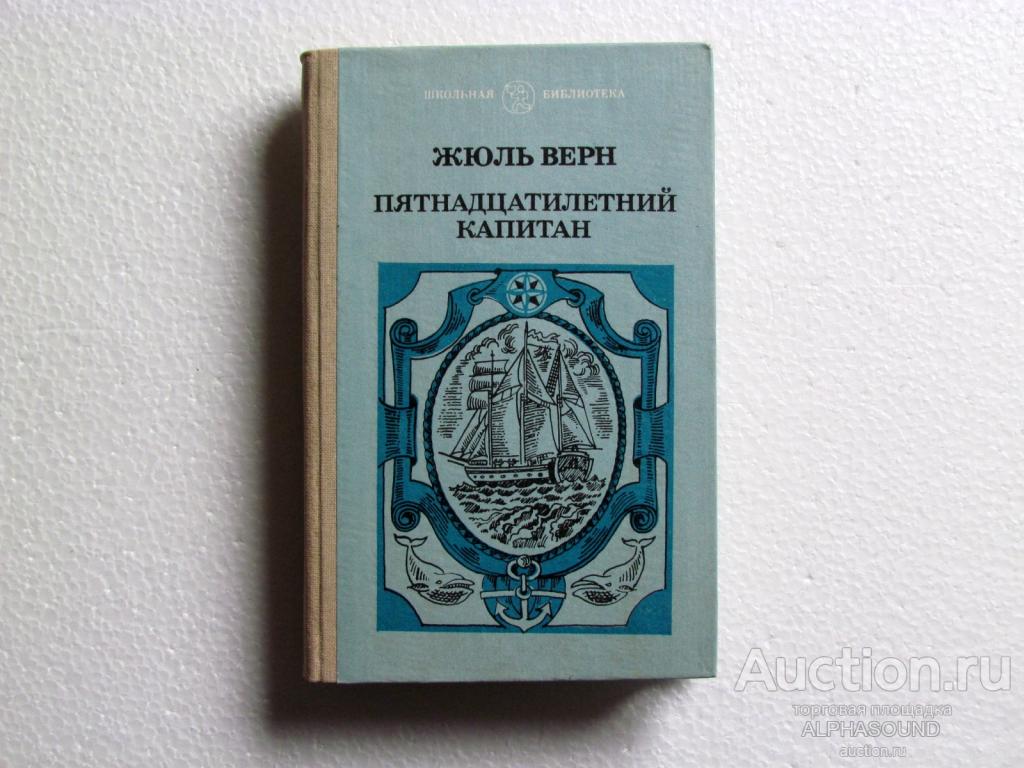 ШКОЛЬНАЯ БИБЛИОТЕКА
ЖЮЛЬ ВЕРН
ПЯТНАДЦАТИЛЕТНИЙ
КАПИТАН
Auction.ru
торговая площадка
ALPHASOUND
auction.ru